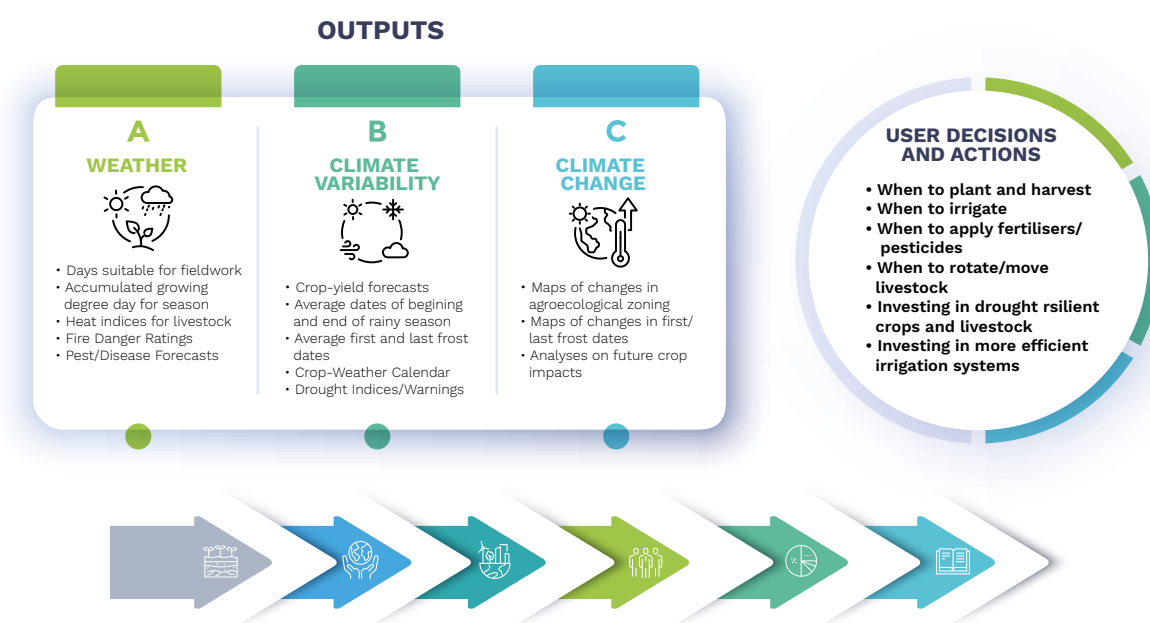 OUTPUTS
A
WEATHER
• Days suitable for fieldwork
• Accumulated growing
degree day for season
• Heat indices for livestock
• Fire Danger Ratings
• Pest/Disease Forecasts
B
CLIMATE
VARIABILITY
• Crop-yield forecasts
• Average dates of begining
and end of rainy season
• Average first and last frost
dates
• Crop-Weather Calendar
• Drought Indices/Warnings
C
CLIMATE
CHANGE
• Maps of changes in
agroecological zoning
• Maps of changes in first/
last frost dates
• Analyses on future crop
impacts
USER DECISIONS
AND ACTIONS
• When to plant and harvest
• When to irrigate
• When to apply fertilisers/
pesticides
• When to rotate/move
livestock
• Investing in drought rsilient
crops and livestock
• Investing in more efficient
irrigation systems